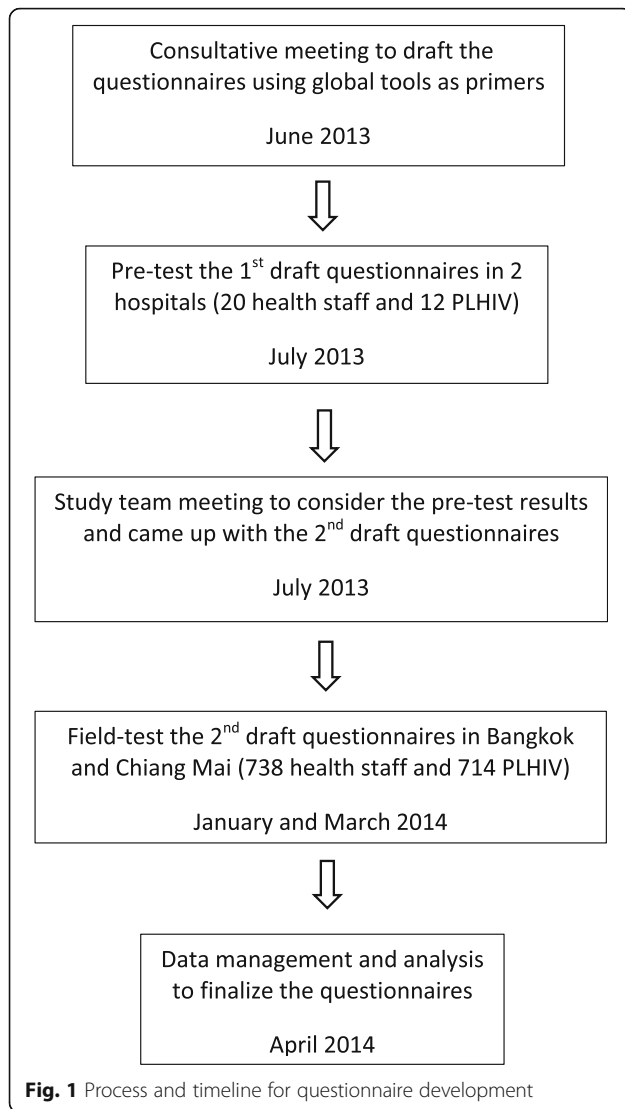 Consultative meeting to draft the
questionnaires using global tools as primers
June 2013
Pre-test the 1st draft questionnaires in 2
hospitals (20 health staff and 12 PLHIV)
July 2013
Study team meeting to consider the pre-test results
and came up with the 2nd draft questionnaires
July 2013
Field-test the 2nd draft questionnaires in Bangkok
and Chiang Mai (738 health staff and 714 PLHIV)
January and March 2014
Data management and analysis
to finalize the questionnaires
April 2014
Fig. 1 Process and timeline for questionnaire development